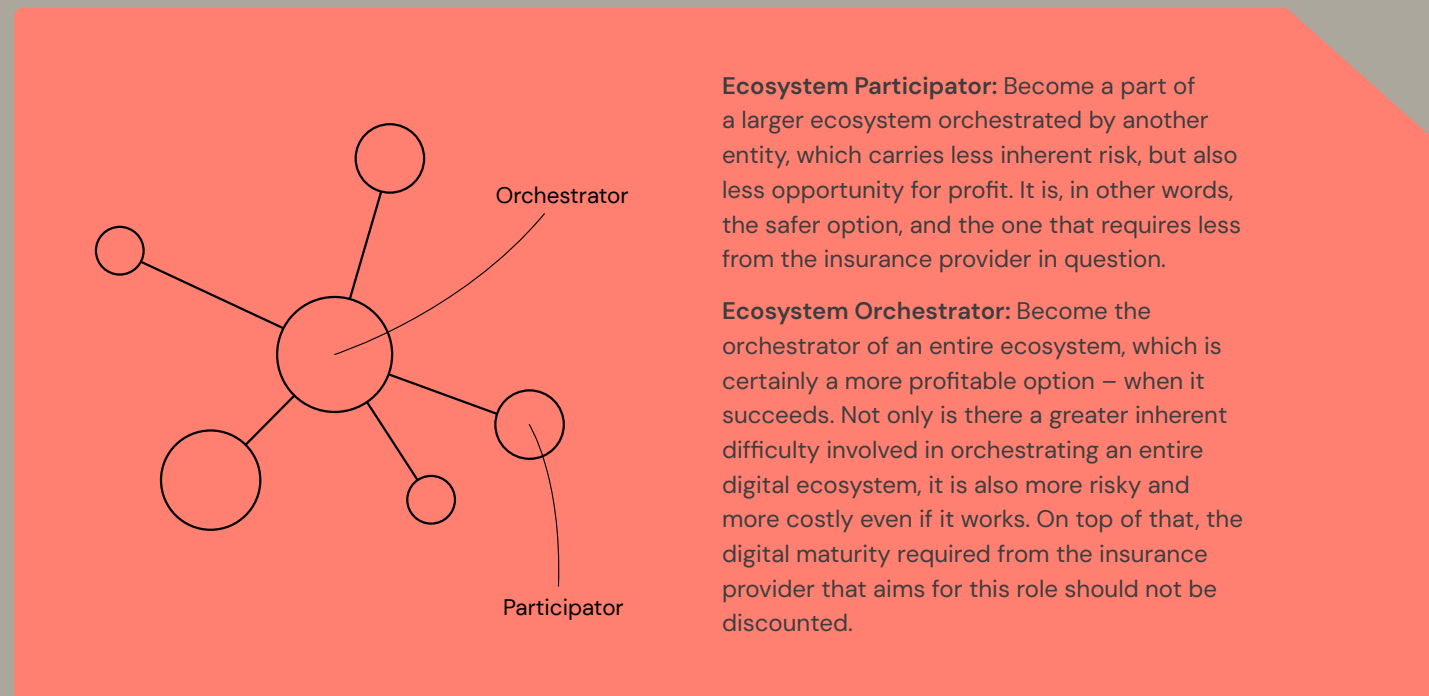 Orchestrator
Participator
Ecosystem Participator: Become a part of
a larger ecosystem orchestrated by another
entity, which carries less inherent risk, but also
less opportunity for profit. It is, in other words,
the safer option, and the one that requires less
from the insurance provider in question.
Ecosystem Orchestrator: Become the
orchestrator of an entire ecosystem, which is
certainly a more profitable option – when it
succeeds. Not only is there a greater inherent
difficulty involved in orchestrating an entire
digital ecosystem, it is also more risky and
more costly even if it works. On top of that, the
digital maturity required from the insurance
provider that aims for this role should not be
discounted.